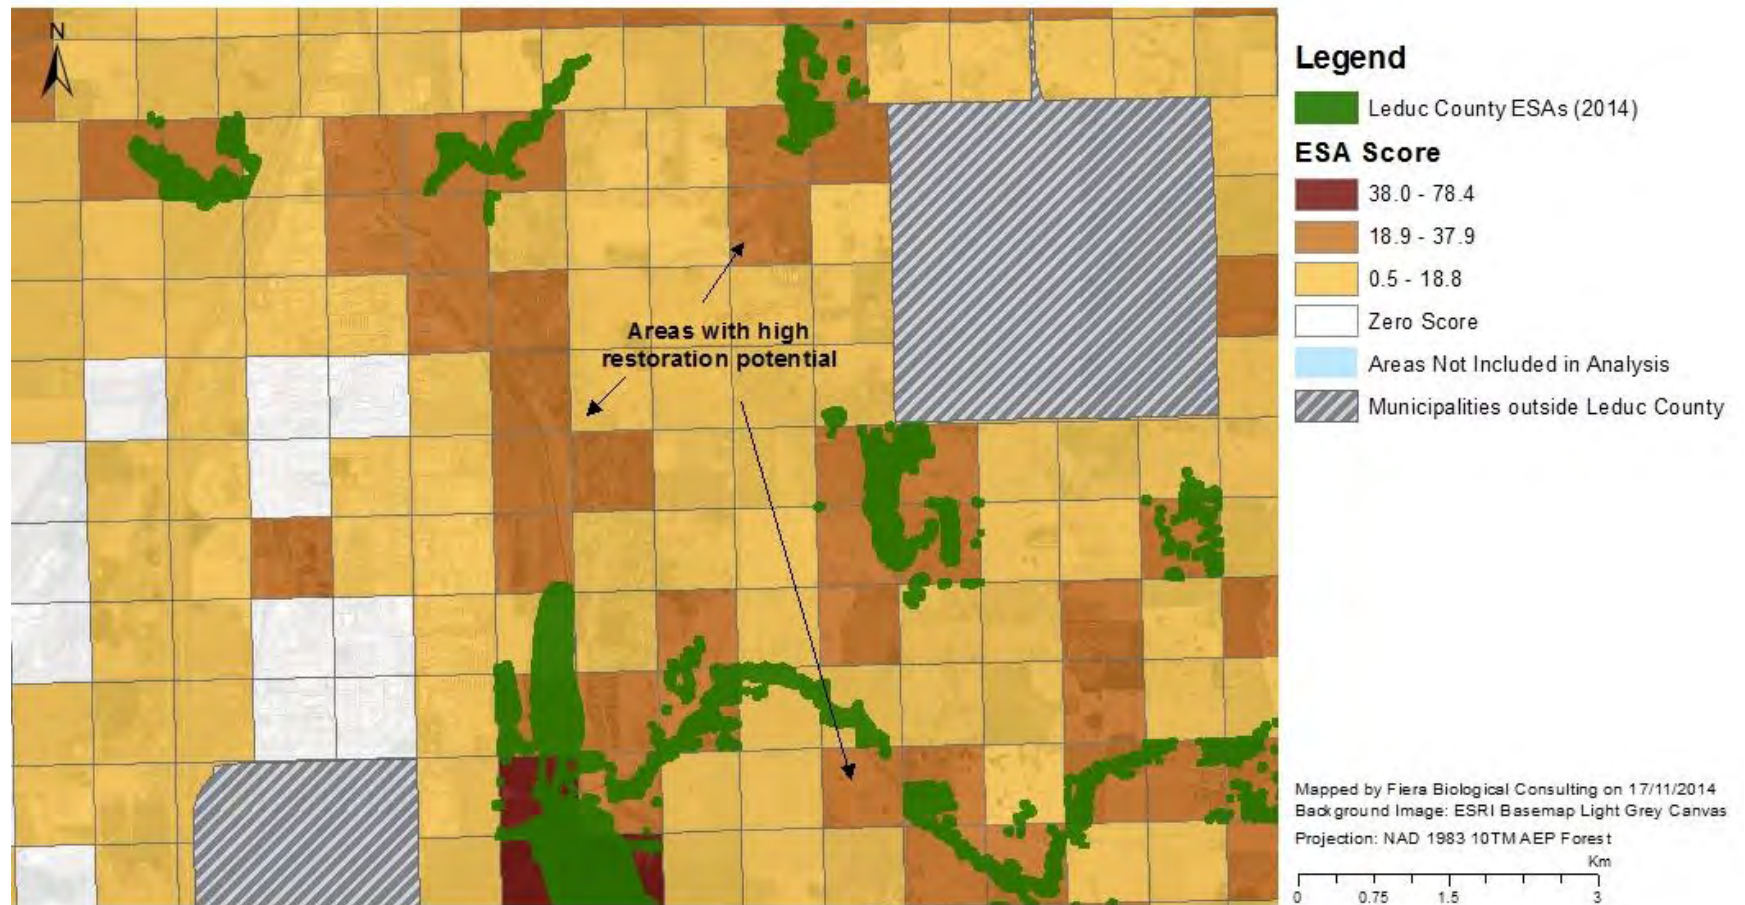 N
Areas with high
restoration potential
Legend
Leduc County ESAs (2014)
ESA Score
38.0 - 78.4
18.9 - 37.9
0.5 - 18.8
Zero Score
Areas Not Included in Analysis
Municipalities outside Leduc County
Mapped by Fiera Biological Consulting on 17/11/2014
Background Image: ESRI Basemap Light Grey Canvas
Projection: NAD 1983 10TM AEP Forest
Km
0 0.75 1.5 3